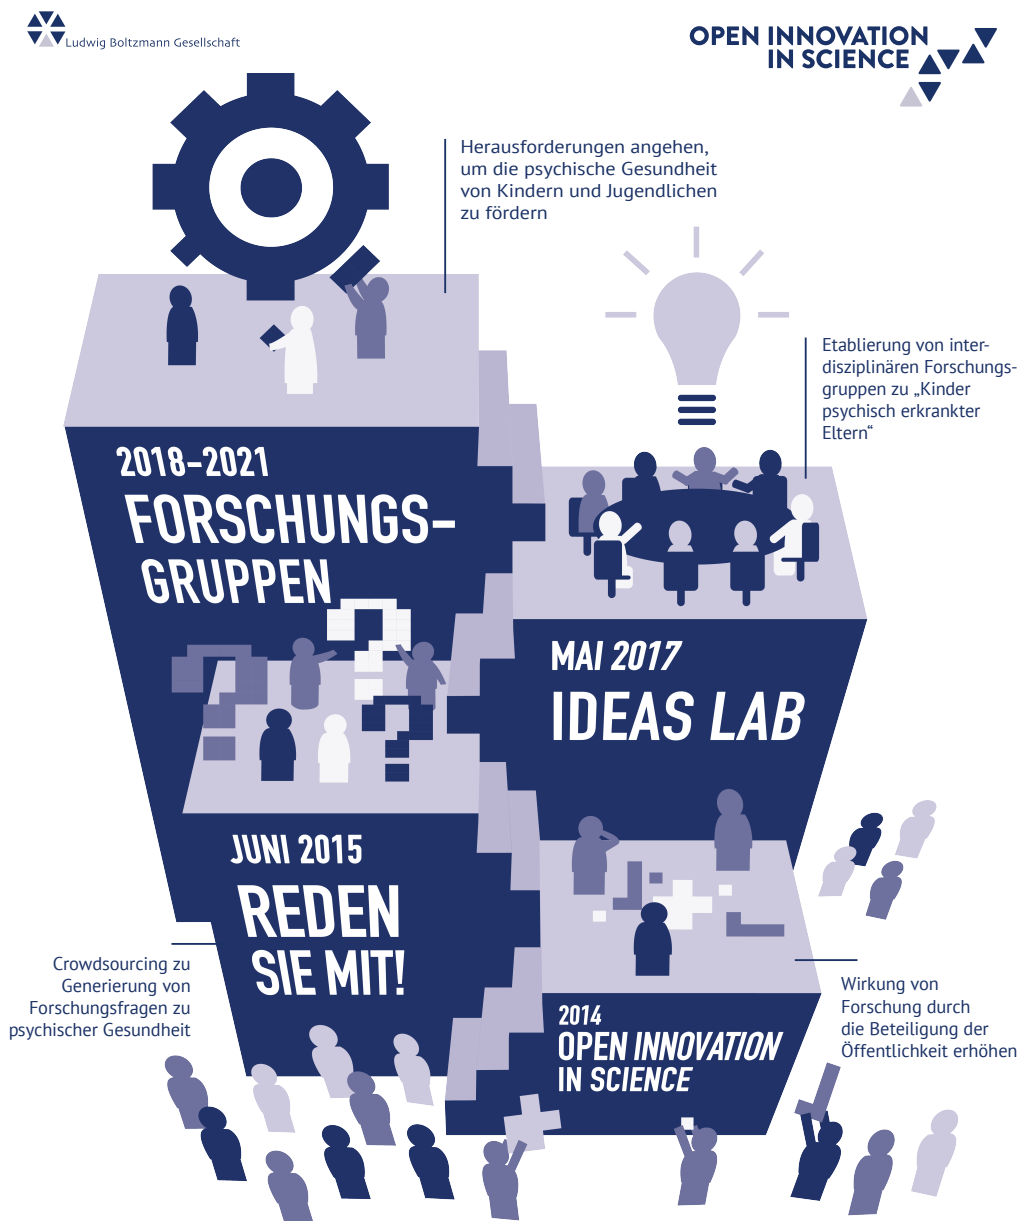 Ludwig Boltzmann Gesellschaft
OPEN INNOVATION
IN SCIENCE
Herausforderungen angehen,
um die psychische Gesundheit
von Kindern und Jugendlichen
zu fördern
Etablierung von inter-
disziplinären Forschungs-
gruppen zu „Kinder
psychisch erkrankter
Eltern“
2018–2021
FORSCHUNGS-
GRUPPEN
MAI 2017
IDEAS LAB
JUNI 2015
REDEN
SIE MIT!
Crowdsourcing zu
Generierung von
Forschungsfragen zu
psychischer Gesundheit
Wirkung von
Forschung durch
die Beteiligung der
Öffentlichkeit erhöhen
2014
OPEN INNOVATION
IN SCIENCE